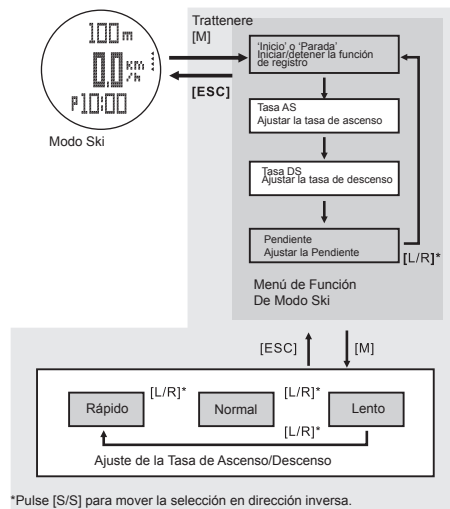 100 m
0.0 KM/h
P10:00
Modo Ski
Trattenere
[M]
[ESC]
'Inicio' o 'Parada'
Iniciar/detener la función
de registro
Tasa AS
Ajustar la tasa de ascenso
Tasa DS
Ajustar la tasa de descenso
Pendiente
Ajustar la Pendiente
[L/R]*
Menú de Función
De Modo Ski
[ESC]
[M]
[L/R]*
[L/R]*
Rápido
Normal
Lento
[L/R]*
Ajuste de la Tasa de Ascenso/Descenso
*Pulse [S/S] para mover la selección en dirección inversa.